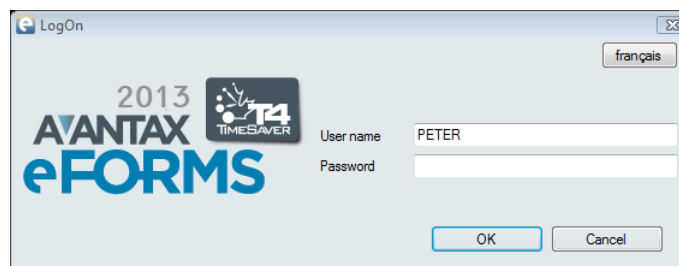 LogOn
français
2013
AVANTAX
eFORMS
T4
TIMESAVER
User name
PETER
Password
OK
Cancel